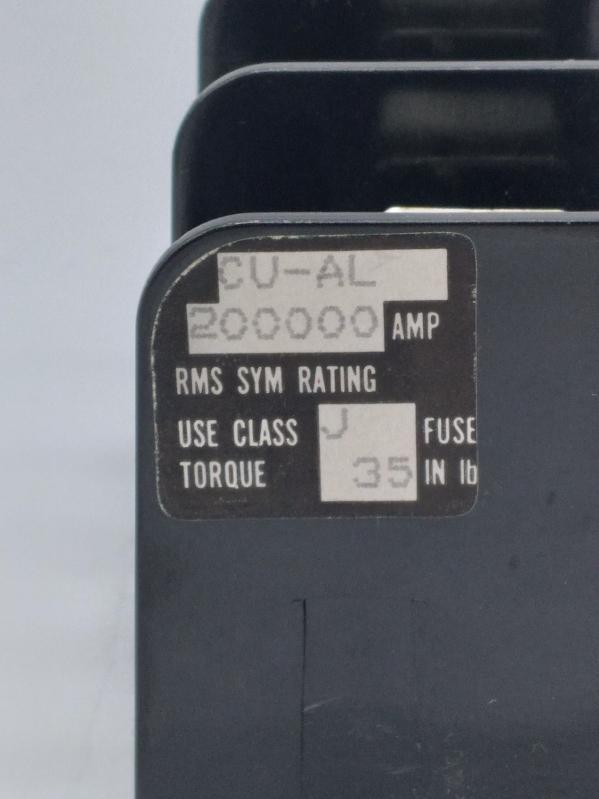 CU-AL
200000 AMP
RMS SYM RATING
USE CLASS J FUSE
TORQUE 35 IN lb